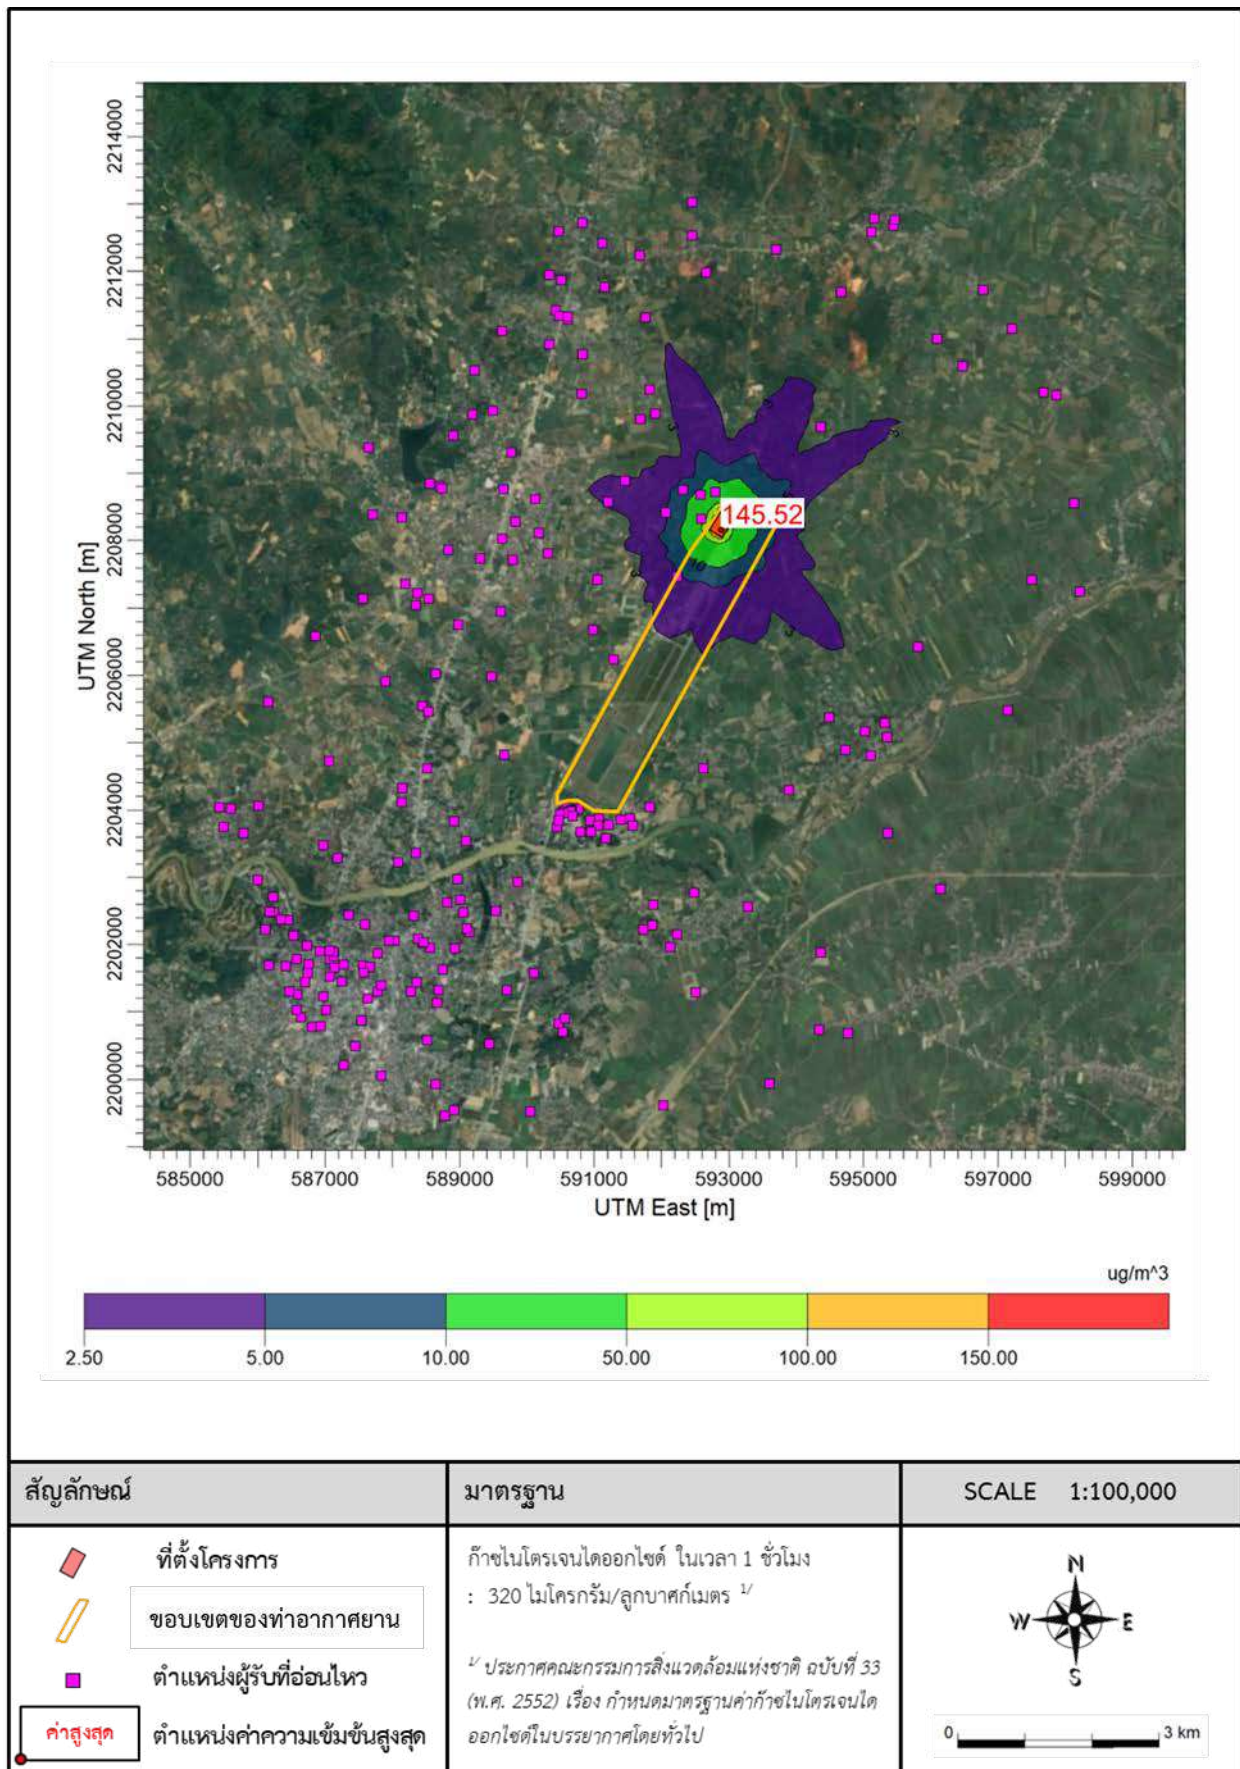 2214000
2212000
2210000
2208000
2206000
2204000
2202000
2200000
UTM North [m]
145.52
5
5
5
5
5
10
585000 587000 589000 591000 593000 595000 597000 599000
UTM East [m]
ug/m^3
2.50 5.00 10.00 50.00 100.00 150.00
สัญลักษณ์
ที่ตั้งโครงการ
ขอบเขตของท่าอากาศยาน
ตำแหน่งผู้รับที่อ่อนไหว
ค่าสูงสุด ตำแหน่งค่าความเข้มข้นสูงสุด
มาตรฐาน
ก๊าซไนโตรเจนไดออกไซด์ ในเวลา 1 ชั่วโมง
: 320 ไมโครกรัม/ลูกบาศก์เมตร 1/
1/ ประกาศคณะกรรมการสิ่งแวดล้อมแห่งชาติ ฉบับที่ 33
(พ.ศ. 2552) เรื่อง กำหนดมาตรฐานค่าก๊าซไนโตรเจนได
ออกไซด์ในบรรยากาศโดยทั่วไป
SCALE 1:100,000
N
W E
S
0 3 km